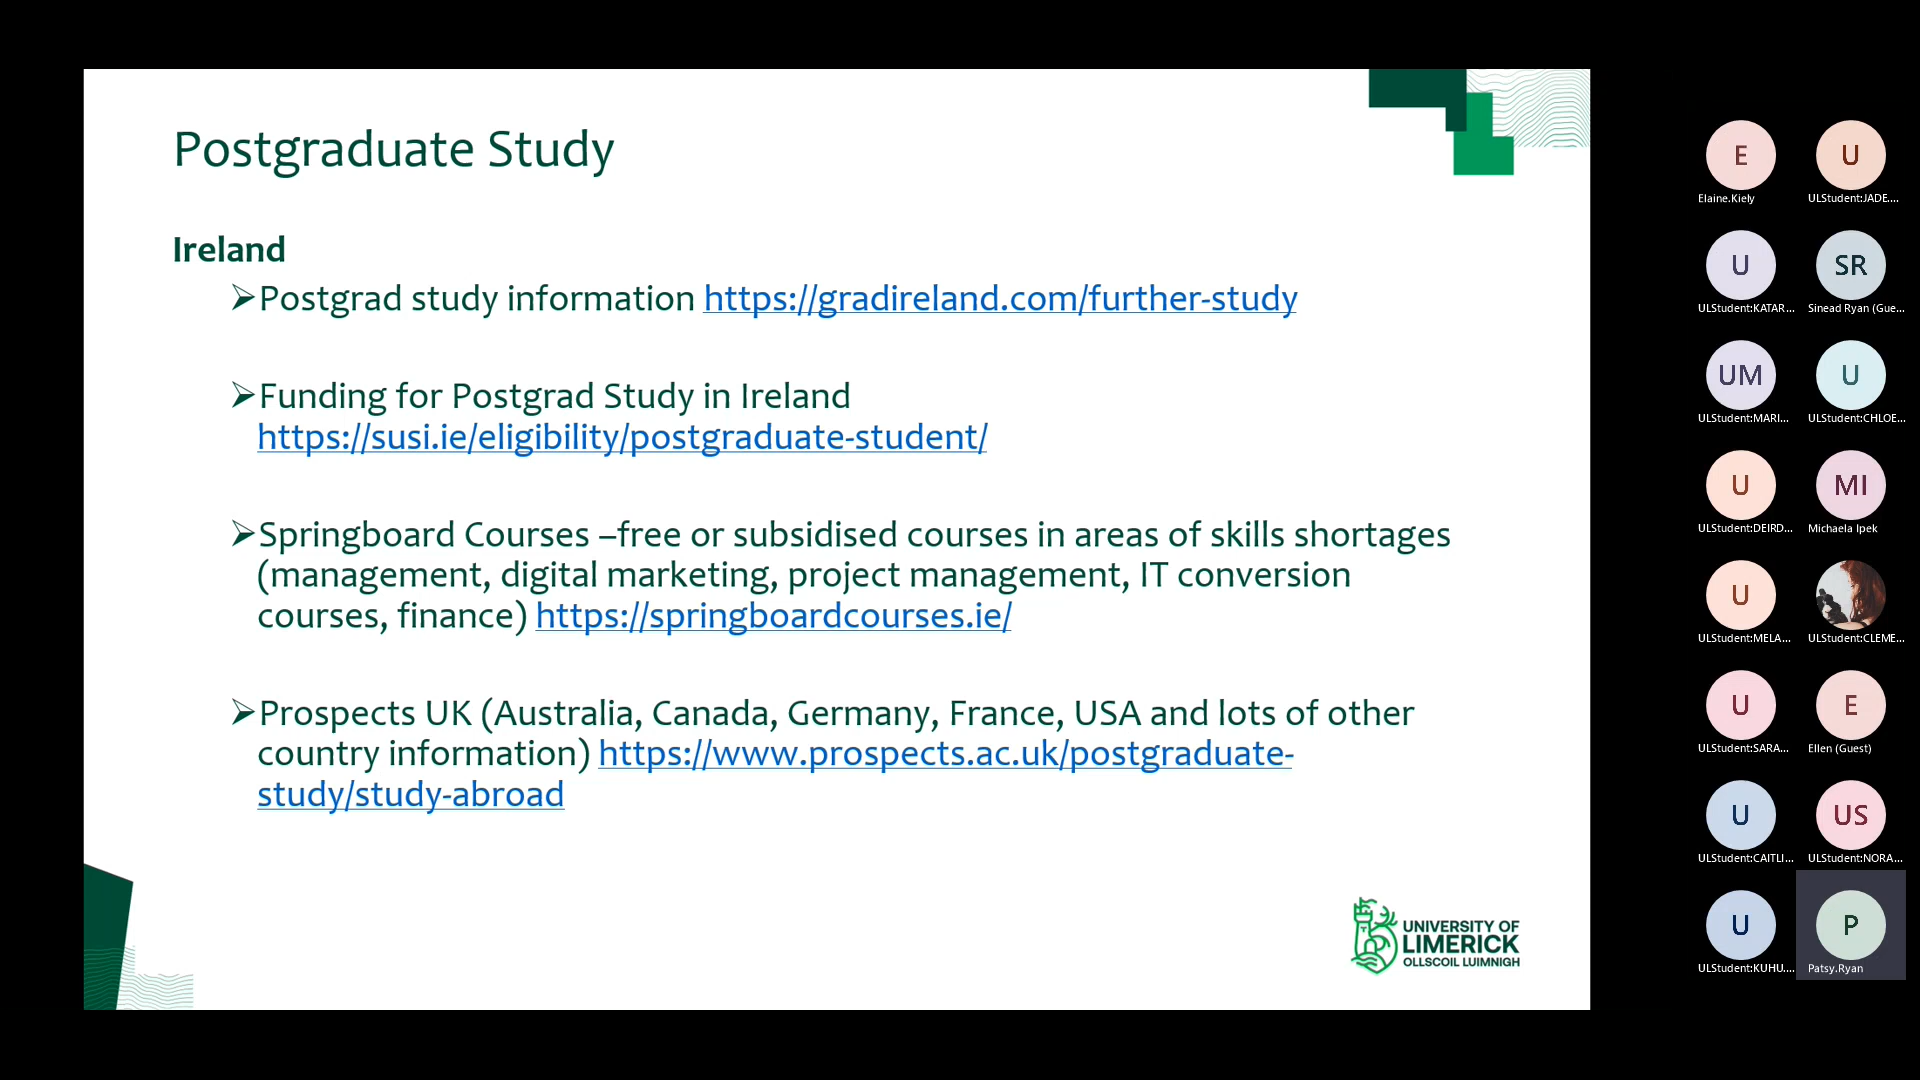 Postgraduate Study
Ireland
➢Postgrad study information https://gradireland.com/further-study
➢Funding for Postgrad Study in Ireland
https://susi.ie/eligibility/postgraduate-student/
➢Springboard Courses –free or subsidised courses in areas of skills shortages
(management, digital marketing, project management, IT conversion
courses, finance) https://springboardcourses.ie/
➢Prospects UK (Australia, Canada, Germany, France, USA and lots of other
country information) https://www.prospects.ac.uk/postgraduate-
study/study-abroad
UNIVERSITY OF
LIMERICK
OLLSCOIL LUIMNIGH
E
Elaine.Kiely
U
ULStudent:JADE....
U
ULStudent:KATAR...
SR
Sinead Ryan (Gue...
UM
ULStudent:MARI...
U
ULStudent:CHLOE...
U
ULStudent:DEIRD...
MI
Michaela Ipek
U
ULStudent:MELA...
ULStudent:CLEME...
U
ULStudent:SARA...
E
Ellen (Guest)
U
ULStudent:CAITLI...
US
ULStudent:NORA...
U
ULStudent:KUHU....
P
Patsy.Ryan